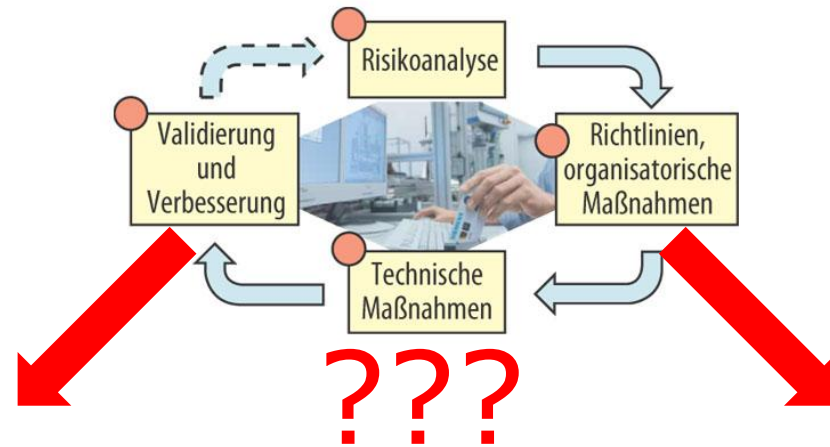 Risikoanalyse
Validierung
und
Verbesserung
Richtlinien,
organisatorische
Maßnahmen
Technische
Maßnahmen
???